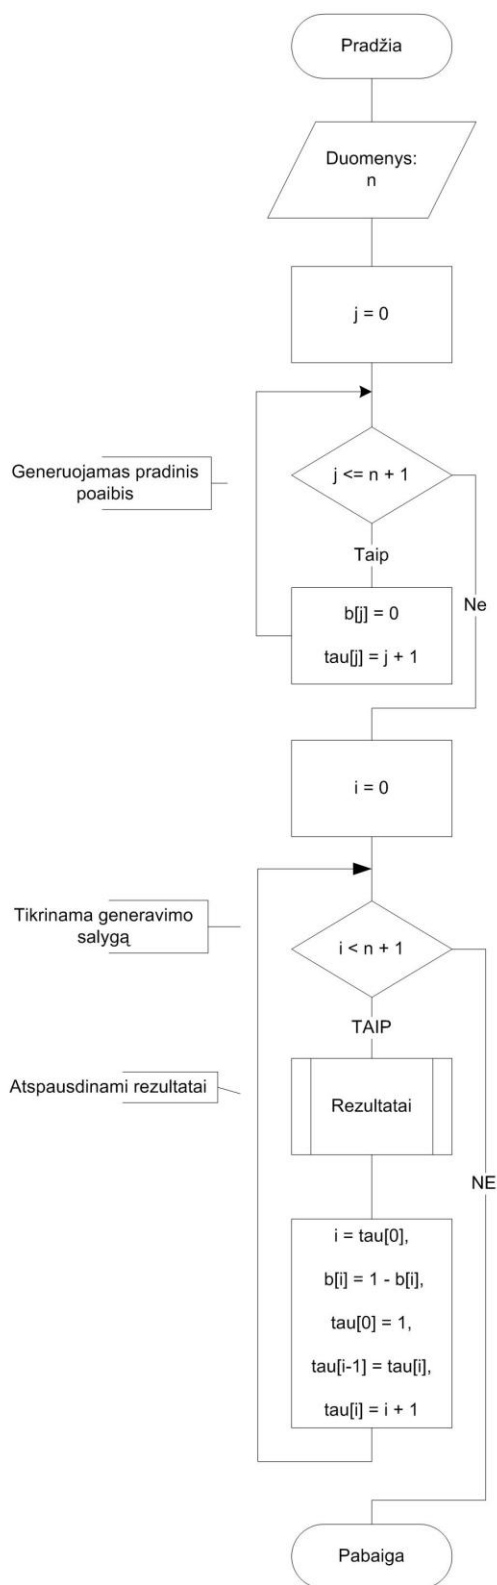 Pradžia
Duomenys:
n
j = 0
Generuojamas pradinis
poaibis
j <= n + 1
Taip
Ne
b[j] = 0
tau[j] = j + 1
i = 0
Tikrinama generavimo
salygą
i < n + 1
TAIP
Atspausdinami rezultatai
Rezultatai
NE
i = tau[0],
b[i] = 1 - b[i],
tau[0] = 1,
tau[i-1] = tau[i],
tau[i] = i + 1
Pabaiga